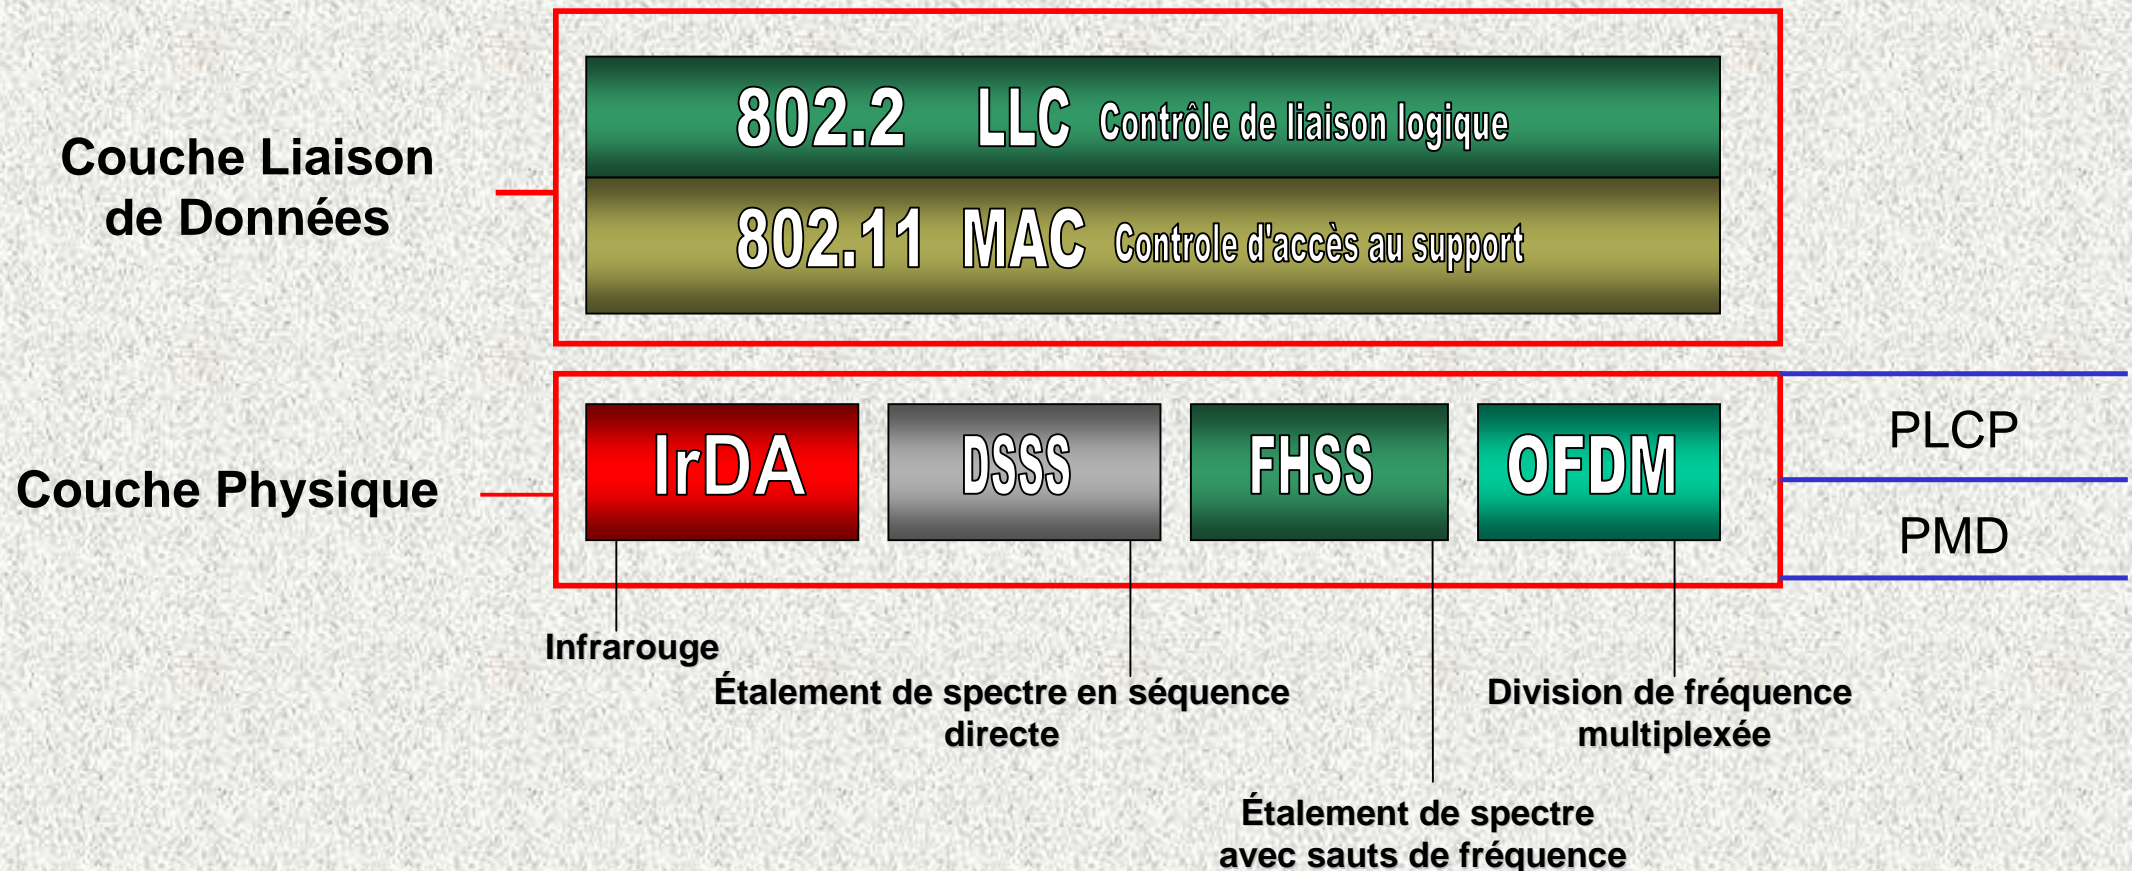 802.2 LLC Contrôle de liaison logique
Couche Liaison
de Données
802.11 MAC Controle d'accès au support
IrDA DSSS FHSS OFDM
PLCP
Couche Physique
PMD
Infrarouge
Étalement de spectre en séquence
directe
Division de fréquence
multiplexée
Étalement de spectre
avec sauts de fréquence